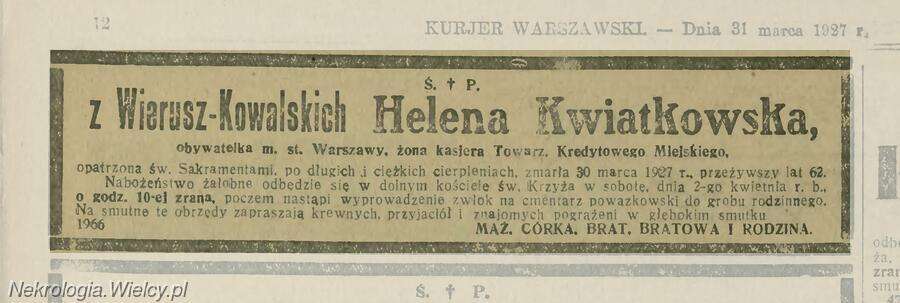 12
KURJER WARSZAWSKI. — Dnia 31 marca 1927 r.
Ś. † P.
z Wierusz-Kowalskich Helena Kwiatkowska,
obywatelka m. st. Warszawy, żona kasjera Towarz. Kredytowego Miejskiego,
opatrzona św. Sakramentami, po długich i ciężkich cierpieniach, zmarła 30 marca 1927 r., przeżywszy lat 62.
Nabożeństwo żałobne odbędzie się w dolnym kościele św. Krzyża w sobotę, dnia 2-go kwietnia r. b.,
o godz. 10-ej zrana, poczem nastąpi wyprowadzenie zwłok na cmentarz powązkowski do grobu rodzinnego.
Na smutne te obrzędy zapraszają krewnych, przyjaciół i znajomych pogrążeni w głębokim smutku
1966 MĄŻ, CÓRKA, BRAT, BRATOWA I RODZINA.
Ś. † P.
Nekrologia.Wielcy.pl